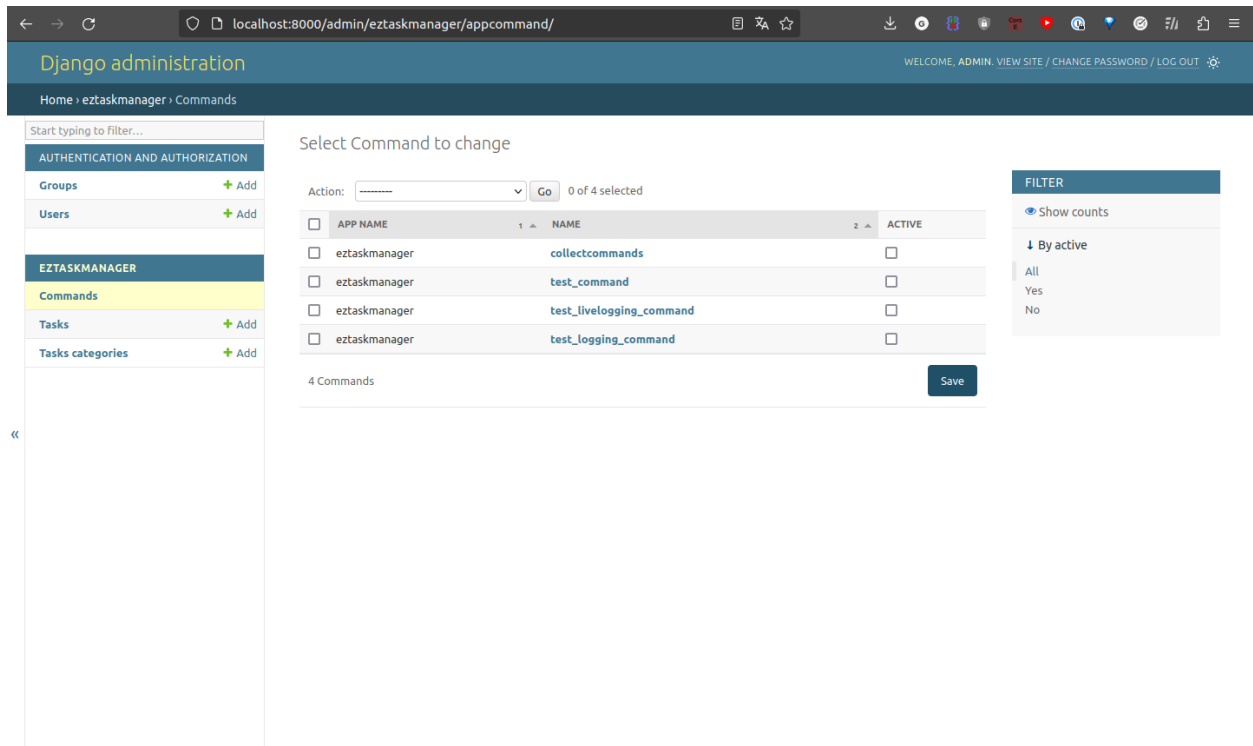 localhost:8000/admin/eztaskmanager/appcommand/
Django administration
WELCOME, ADMIN. VIEW SITE / CHANGE PASSWORD / LOG OUT
Home › eztaskmanager › Commands
Start typing to filter...
AUTHENTICATION AND AUTHORIZATION
Groups + Add
Users + Add
EZTASKMANAGER
Commands
Tasks + Add
Tasks categories + Add
«
Select Command to change
Action: --------- Go 0 of 4 selected
APP NAME 1 NAME 2 ACTIVE
eztaskmanager collectcommands
eztaskmanager test_command
eztaskmanager test_livelogging_command
eztaskmanager test_logging_command
4 Commands
Save
FILTER
Show counts
↓ By active
All
Yes
No